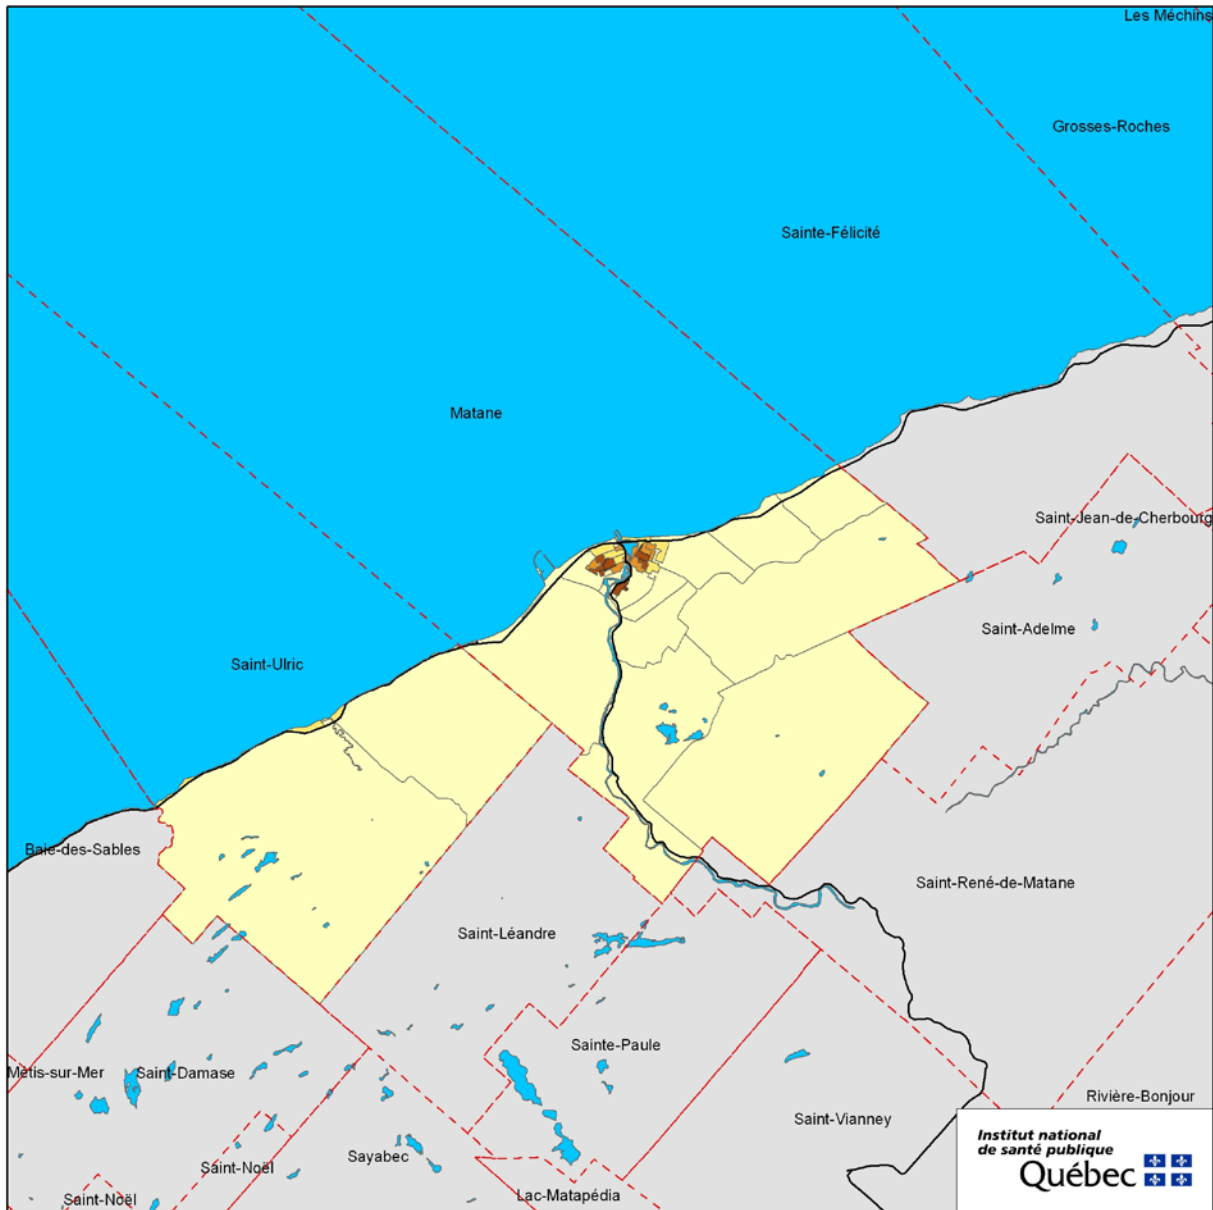 Les Méchins
Grosses-Roches
Sainte-Félicité
Matane
Saint-Jean-de-Cherbourg
Saint-Adelme
Saint-Ulric
Baie-des-Sables
Saint-René-de-Matane
Saint-Léandre
Sainte-Paule
Métis-sur-Mer
Saint-Damase
Rivière-Bonjour
Saint-Vianney
Sayabec
Saint-Noël
Lac-Matapédia
Saint-Noël
Institut national
de santé publique
Québec